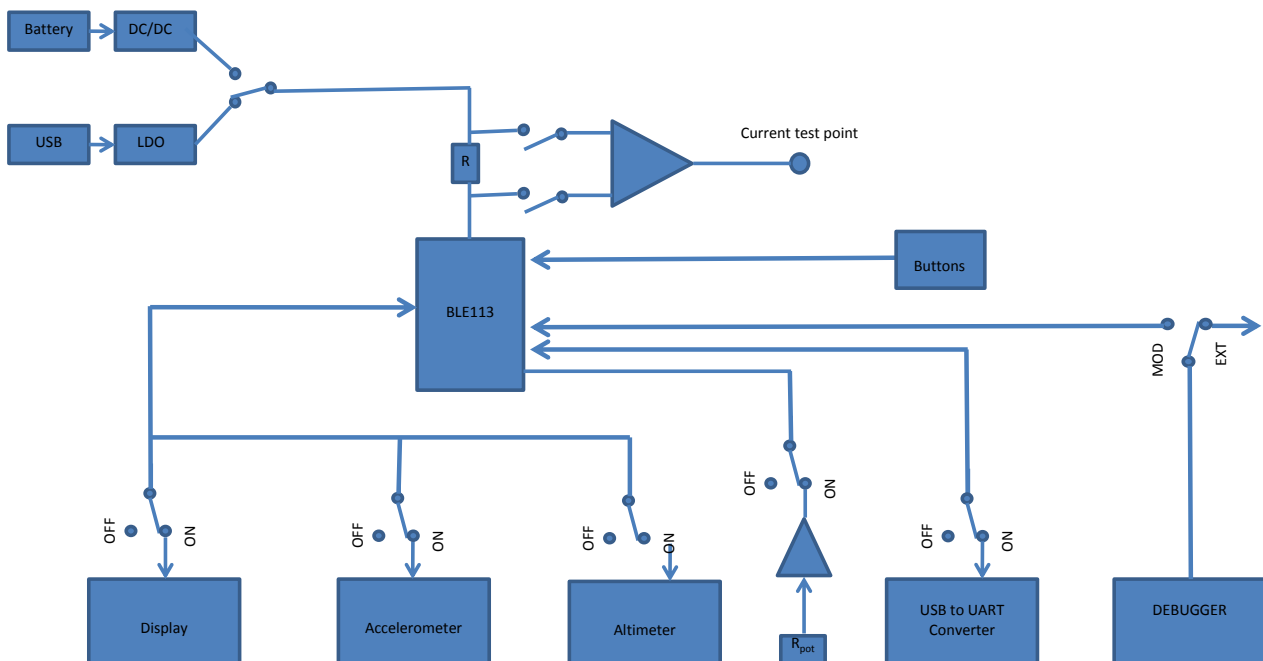 Battery
DC/DC
USB
LDO
R
Current test point
Buttons
BLE113
MOD
EXT
OFF
ON
OFF
ON
OFF
ON
OFF
ON
OFF
ON
Display
Accelerometer
Altimeter
Rpot
USB to UART
Converter
DEBUGGER